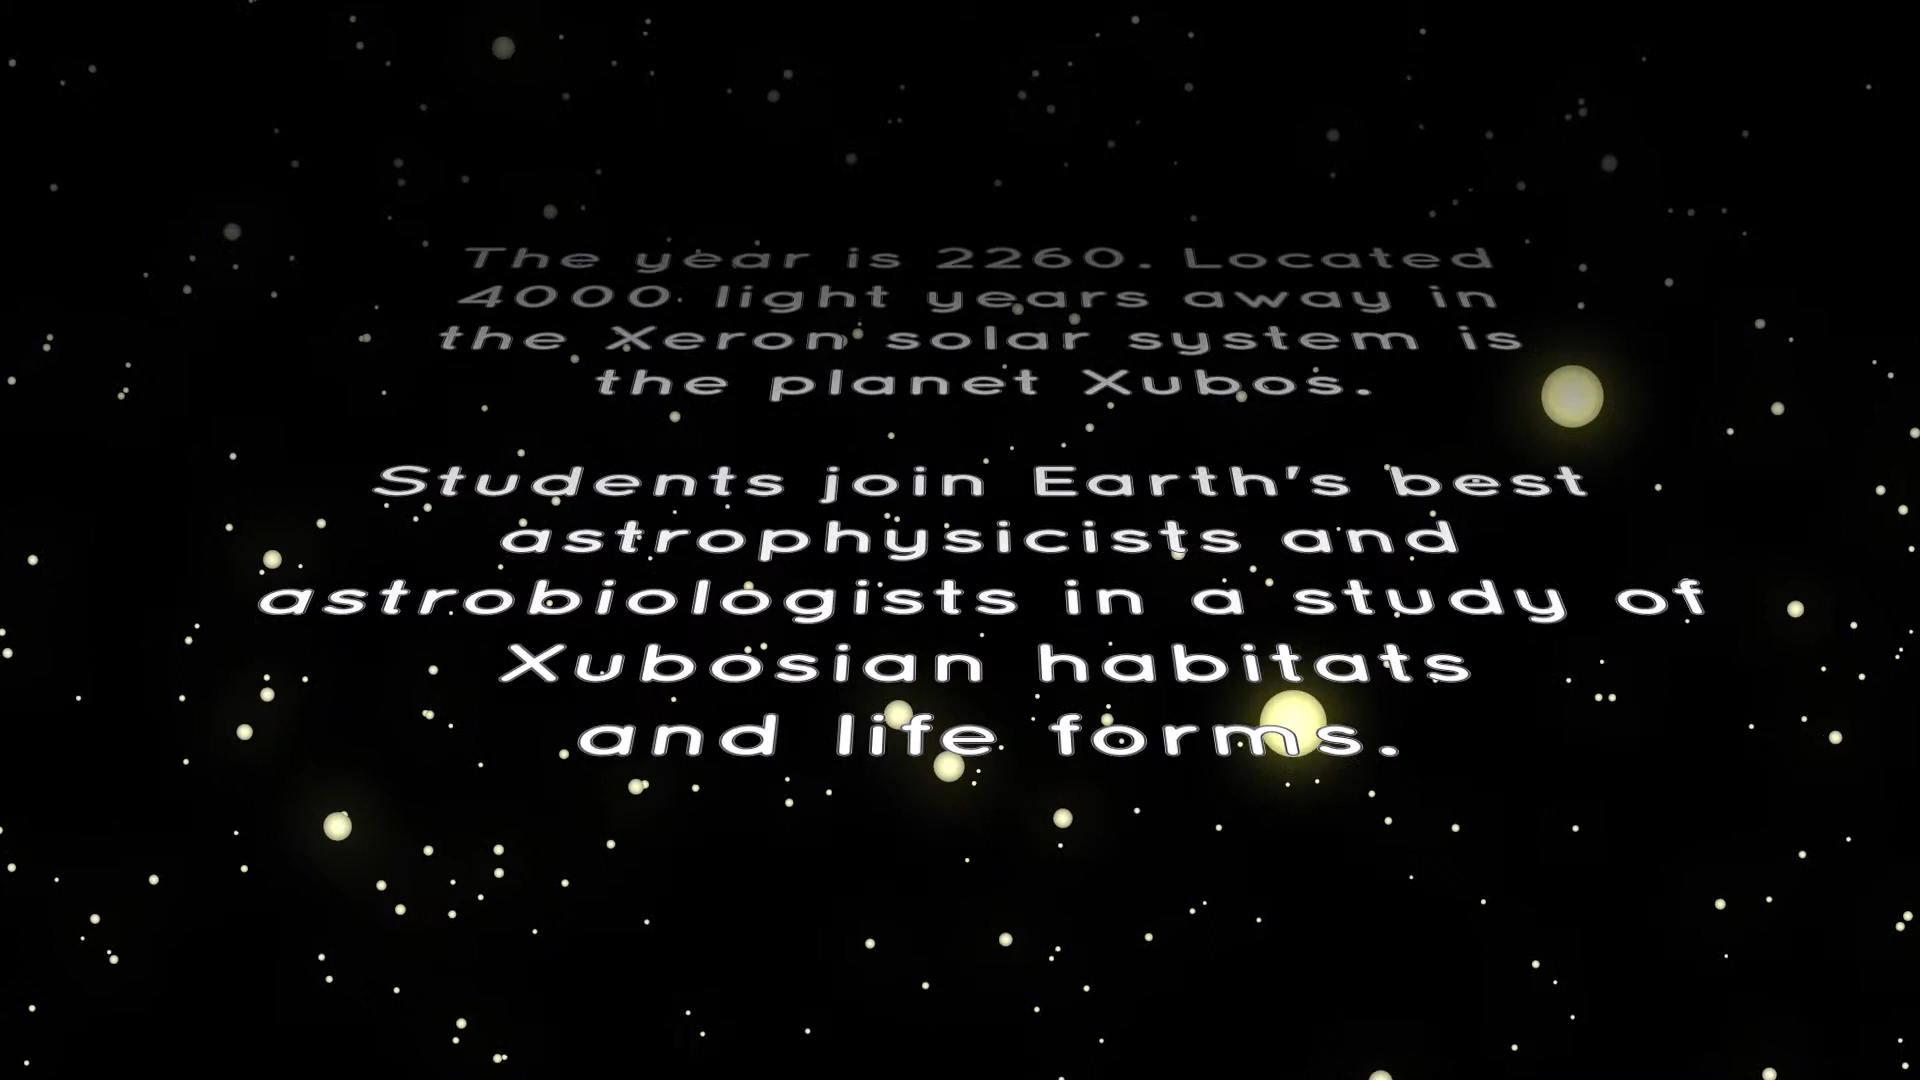 The year is 2260. Located
4000 light years away in
the Xeron solar system is
the planet Xubos.
Students join Earth's best
astrophysicists and
astrobiologists in a study of
Xubosian habitats
and life forms.